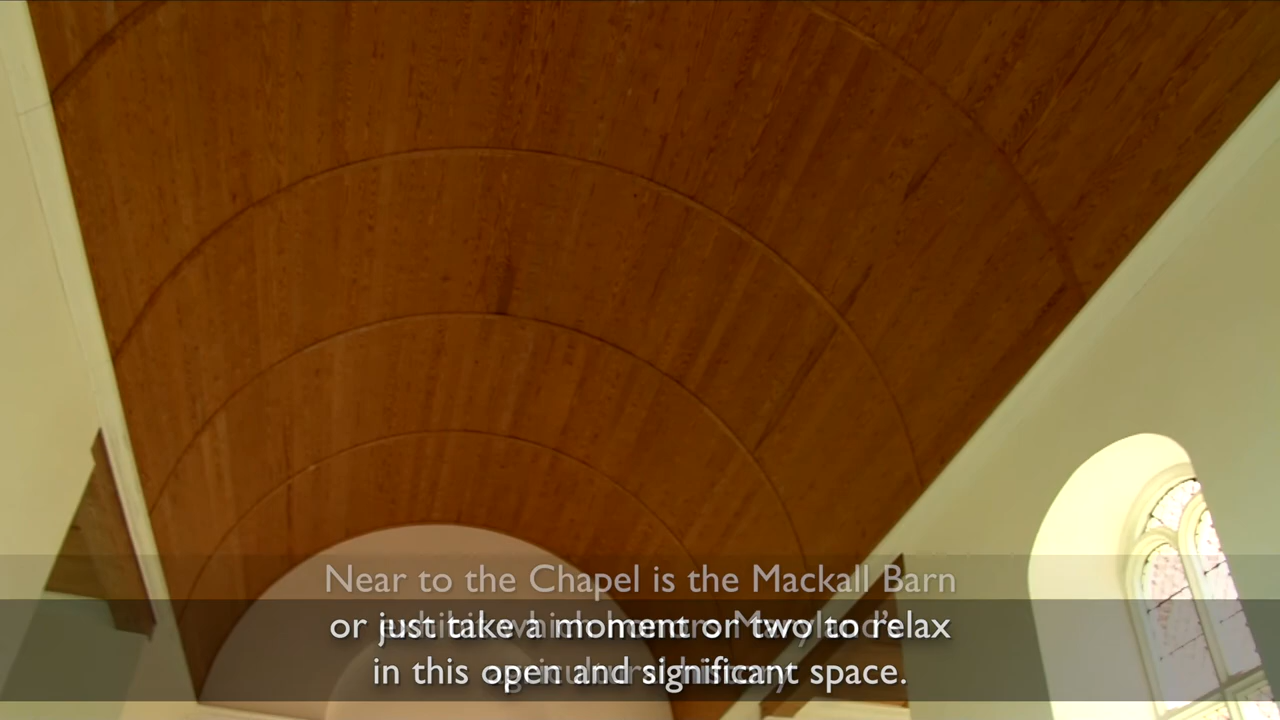 Near to the Chapel is the Mackall Barn
or just take a moment or two to relax
in this open and significant space.